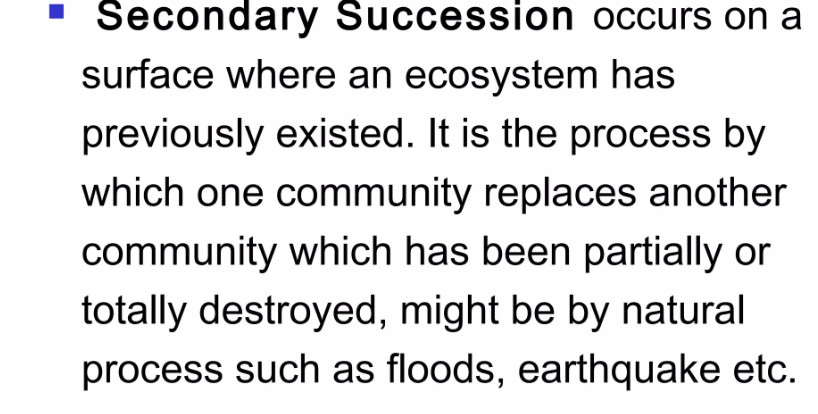 Secondary Succession occurs on a
surface where an ecosystem has
previously existed. It is the process by
which one community replaces another
community which has been partially or
totally destroyed, might be by natural
process such as floods, earthquake etc.